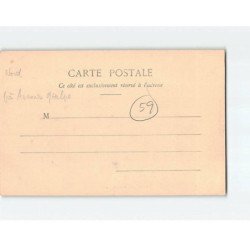 Nord
CARTE POSTALE
Ce côté est exclusivement réservé à l'adresse
59
M